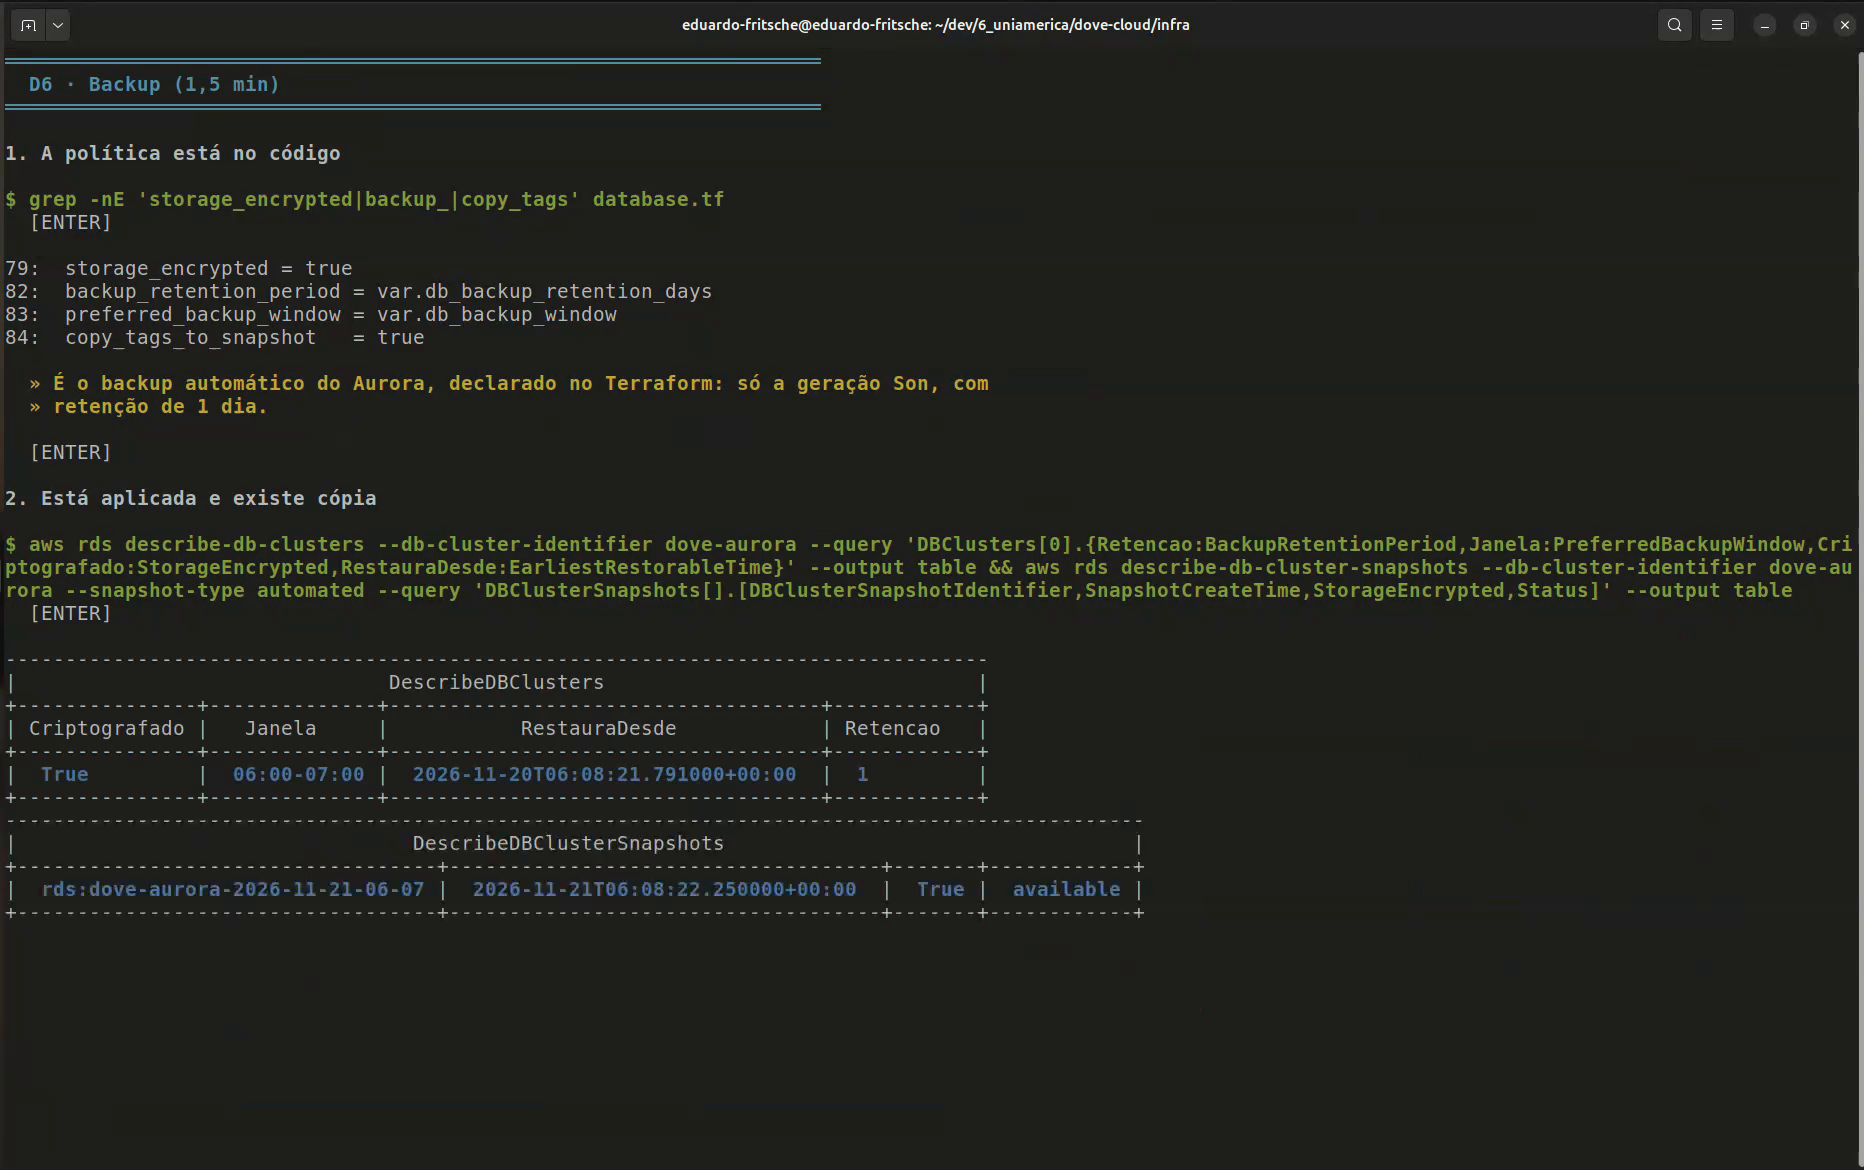 eduardo-fritsche@eduardo-fritsche: ~/dev/6_uniamerica/dove-cloud/infra
D6 · Backup (1,5 min)
1. A política está no código
$ grep -nE 'storage_encrypted|backup_|copy_tags' database.tf
[ENTER]
79:  storage_encrypted = true
82:  backup_retention_period = var.db_backup_retention_days
83:  preferred_backup_window = var.db_backup_window
84:  copy_tags_to_snapshot   = true
» É o backup automático do Aurora, declarado no Terraform: só a geração Son, com
» retenção de 1 dia.
[ENTER]
2. Está aplicada e existe cópia
$ aws rds describe-db-clusters --db-cluster-identifier dove-aurora --query 'DBClusters[0].{Retencao:BackupRetentionPeriod,Janela:PreferredBackupWindow,Cri
ptografado:StorageEncrypted,RestauraDesde:EarliestRestorableTime}' --output table && aws rds describe-db-cluster-snapshots --db-cluster-identifier dove-au
rora --snapshot-type automated --query 'DBClusterSnapshots[].[DBClusterSnapshotIdentifier,SnapshotCreateTime,StorageEncrypted,Status]' --output table
[ENTER]
| DescribeDBClusters |
| Criptografado | Janela | RestauraDesde | Retencao |
| True | 06:00-07:00 | 2026-11-20T06:08:21.791000+00:00 | 1 |
| DescribeDBClusterSnapshots |
| rds:dove-aurora-2026-11-21-06-07 | 2026-11-21T06:08:22.250000+00:00 | True | available |